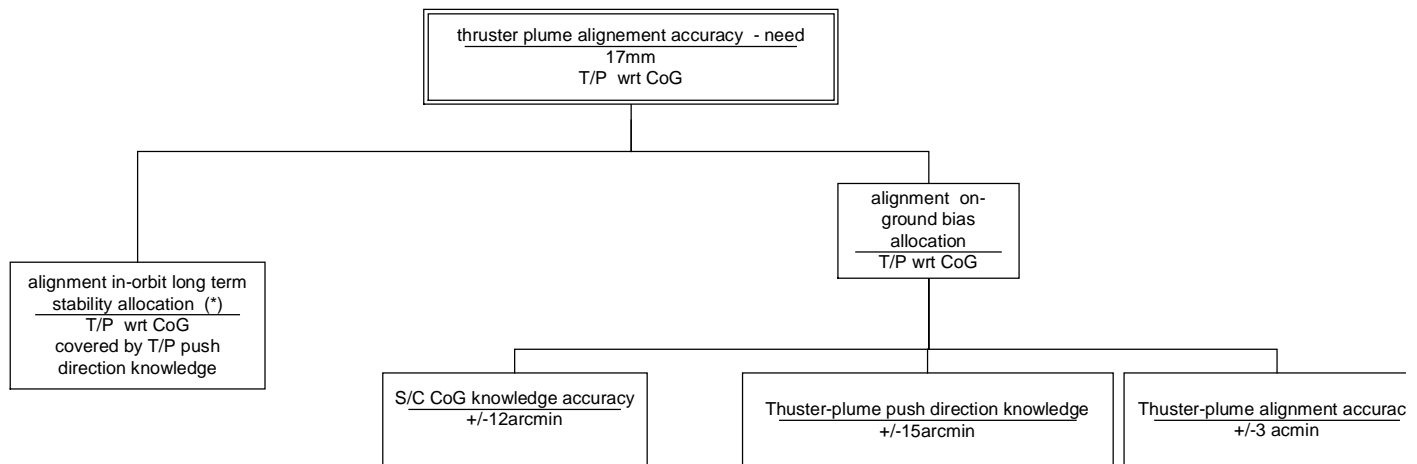 thruster plume alignement accuracy - need
17mm
T/P wrt CoG
alignment on-
ground bias
allocation
T/P wrt CoG
alignment in-orbit long term
stability allocation (*)
T/P wrt CoG
covered by T/P push
direction knowledge
S/C CoG knowledge accuracy
+/-12arcmin
Thuster-plume push direction knowledge
+/-15arcmin
Thuster-plume alignment accurac
+/-3 acmin